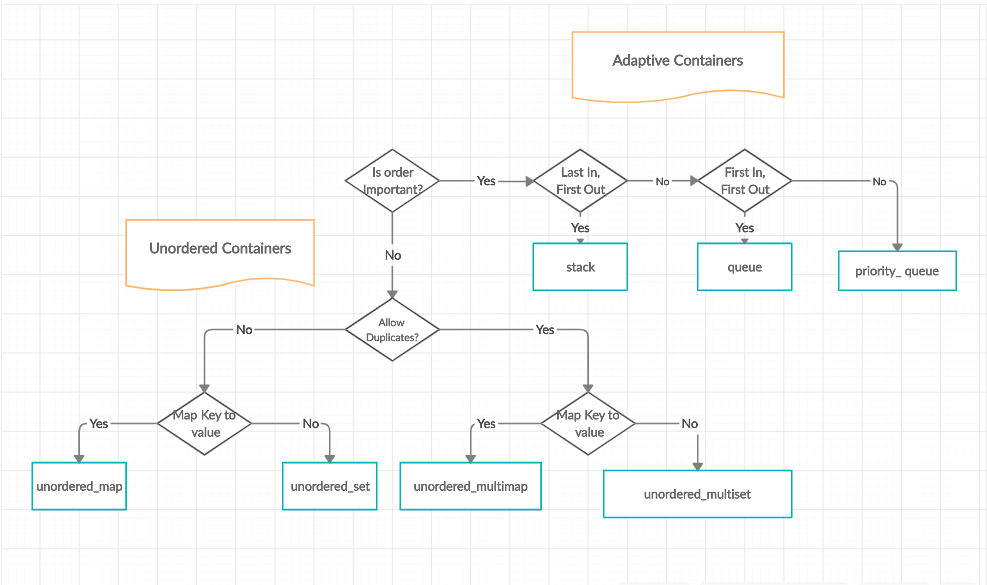 Adaptive Containers
Is order
Important?
Yes
Last In,
First Out
No
First In,
First Out
No
Yes
Yes
stack
queue
priority_ queue
Unordered Containers
No
Allow
Duplicates?
No
Yes
Map Key to
value
Yes
No
Map Key to
value
Yes
No
unordered_map
unordered_set
unordered_multimap
unordered_multiset